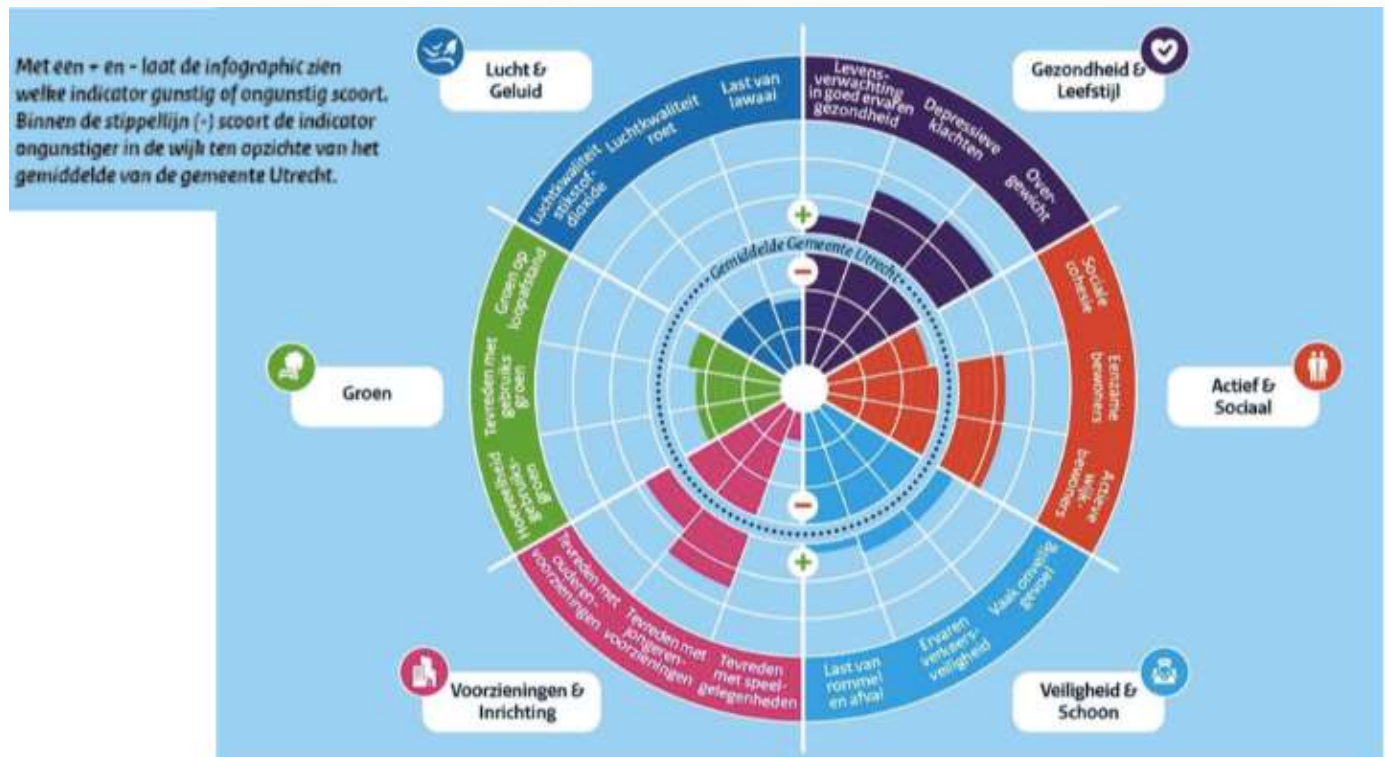 Met een + en - laat de infographic zien
welke indicator gunstig of ongunstig scoort.
Binnen de stippellijn (-) scoort de indicator
ongunstiger in de wijk ten opzichte van het
gemiddelde van de gemeente Utrecht.
Lucht &
Geluid
Gezondheid &
Leefstijl
Luchtkwaliteit
stikstof-
dioxide
Luchtkwaliteit
roet
Last van
lawaai
Levens-
verwachting
in goed ervaren
gezondheid
Depressieve
klachten
Over-
gewicht
Sociale
cohesie
Eenzame
bewoners
Actieve
wijk-
bewoners
Actief &
Sociaal
Vaak onveilig
gevoel
Ervaren
verkeers-
veiligheid
Last van
rommel
en afval
Veiligheid &
Schoon
Tevreden
met speel-
gelegenheden
Tevreden met
jongeren-
voorzieningen
Tevreden met
ouderen-
voorzieningen
Voorzieningen &
Inrichting
Hoeveelheid
gebruiks-
groen
Tevreden met
gebruiks
groen
Groen op
loopafstand
Groen
+
Gemiddelde Gemeente Utrecht
-
-
+